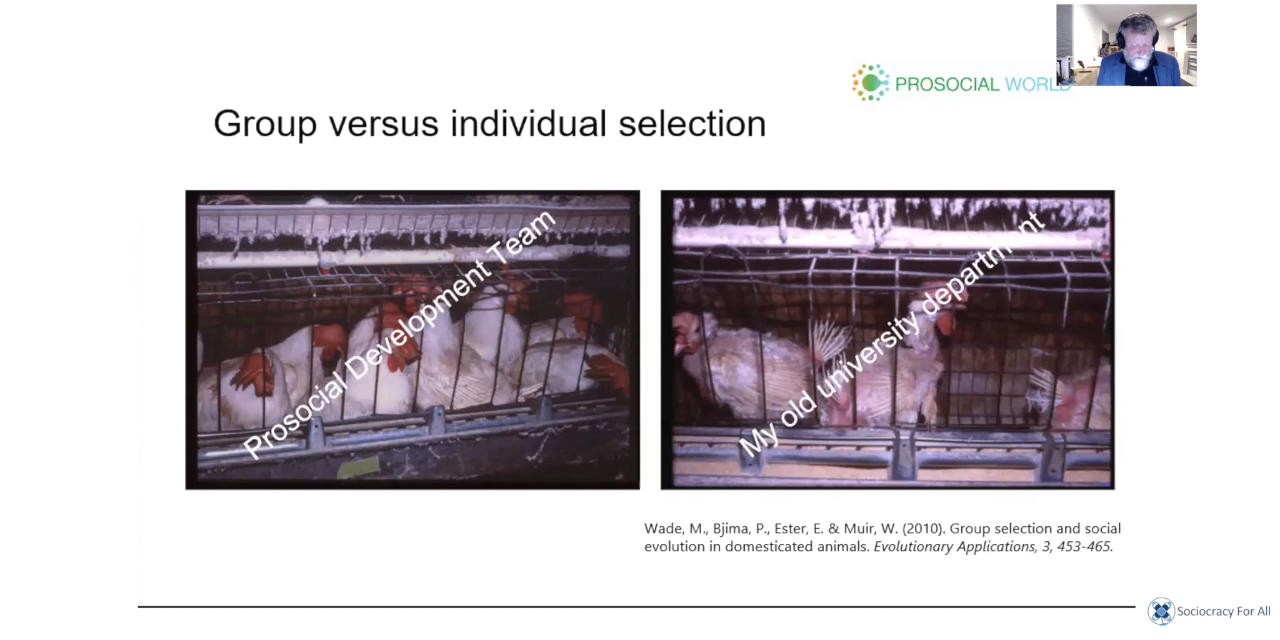 PROSOCIAL WORLD
Group versus individual selection
Prosocial Development Team
My old university department
Wade, M., Bjima, P., Ester, E. & Muir, W. (2010). Group selection and social
evolution in domesticated animals. Evolutionary Applications, 3, 453-465.
Sociocracy For All